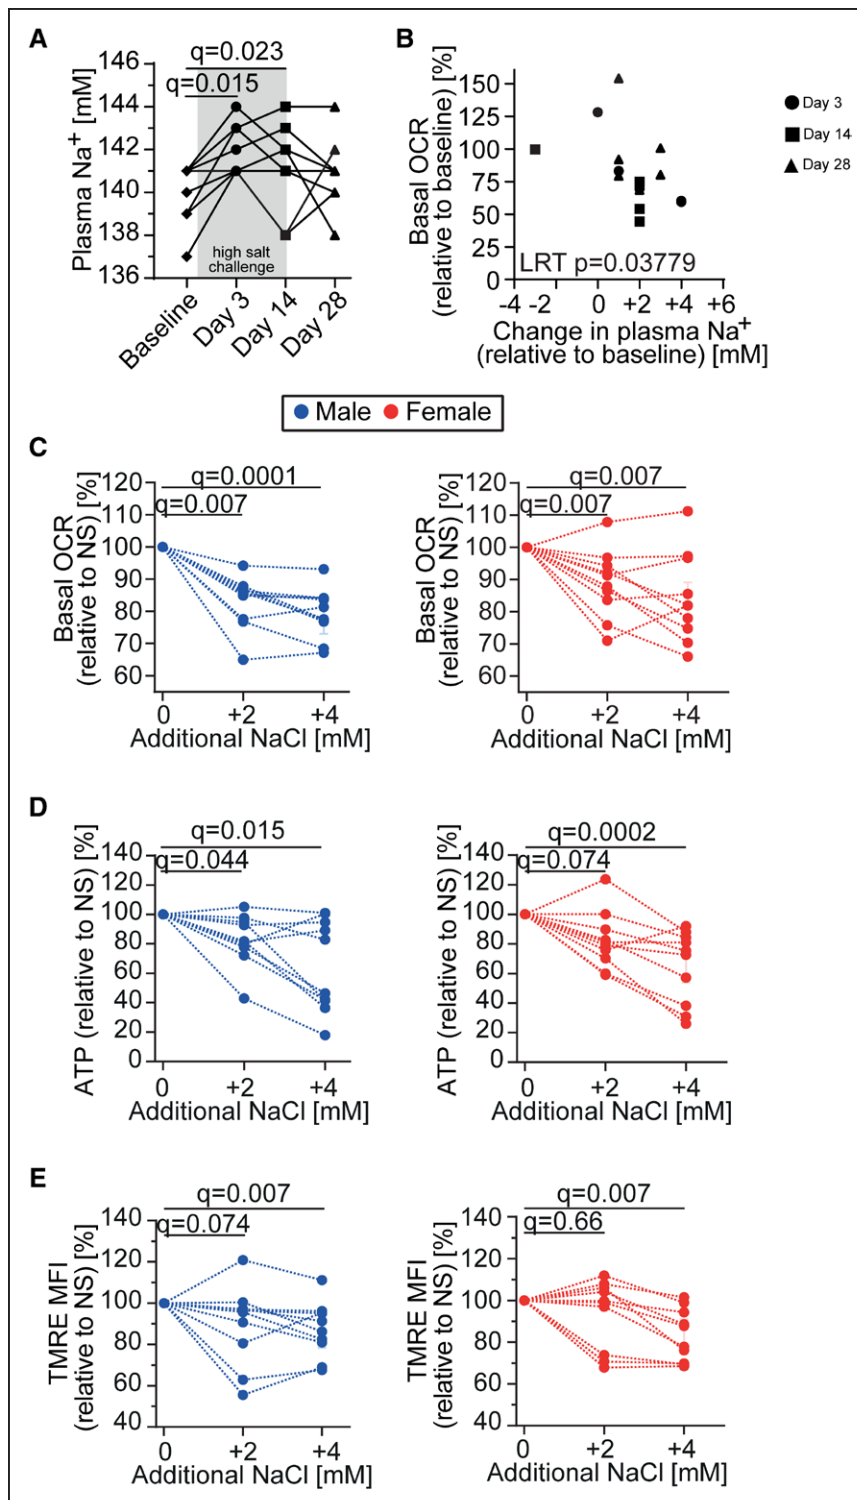 A
q=0.023
q=0.015
Plasma Na+ [mM]
146
144
142
140
138
136
high salt
challenge
Baseline
Day 3
Day 14
Day 28
B
Basal OCR
(relative to baseline) [%]
150
125
100
75
50
25
0
LRT p=0.03779
-4 -2 0 +2 +4 +6
Change in plasma Na+
(relative to baseline) [mM]
Day 3
Day 14
Day 28
Male Female
C
q=0.0001
q=0.007
Basal OCR
(relative to NS) [%]
120
110
100
90
80
70
60
0 +2 +4
Additional NaCl [mM]
q=0.007
q=0.007
Basal OCR
(relative to NS) [%]
120
110
100
90
80
70
60
0 +2 +4
Additional NaCl [mM]
D
q=0.015
q=0.044
ATP (relative to NS) [%]
140
120
100
80
60
40
20
0
0 +2 +4
Additional NaCl [mM]
q=0.0002
q=0.074
ATP (relative to NS) [%]
140
120
100
80
60
40
20
0
0 +2 +4
Additional NaCl [mM]
E
q=0.007
q=0.074
TMRE MFI
(relative to NS) [%]
140
120
100
80
60
40
0 +2 +4
Additional NaCl [mM]
q=0.007
q=0.66
TMRE MFI
(relative to NS) [%]
140
120
100
80
60
40
0 +2 +4
Additional NaCl [mM]